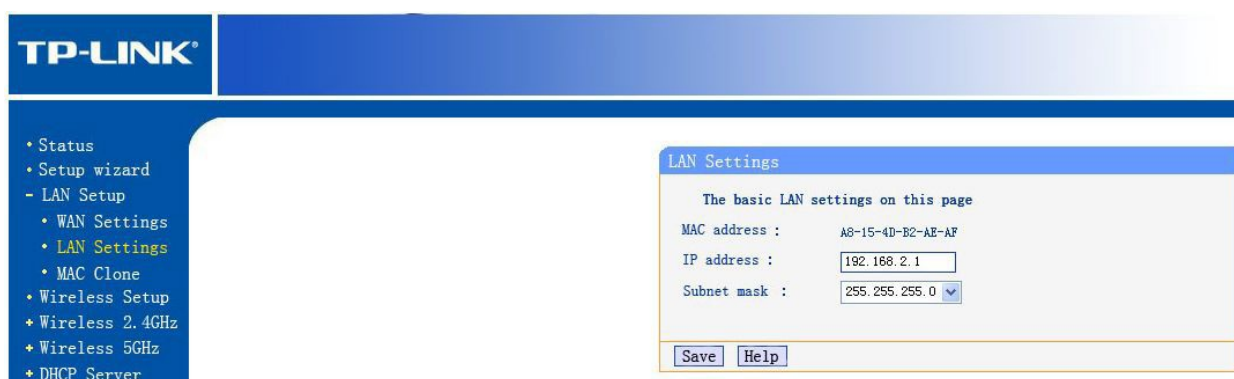 TP-LINK®
• Status
• Setup wizard
- LAN Setup
• WAN Settings
• LAN Settings
• MAC Clone
• Wireless Setup
+ Wireless 2.4GHz
+ Wireless 5GHz
+ DHCP Server
LAN Settings
The basic LAN settings on this page
MAC address : A8-15-4D-B2-AE-AF
IP address : 192.168.2.1
Subnet mask : 255.255.255.0
Save Help